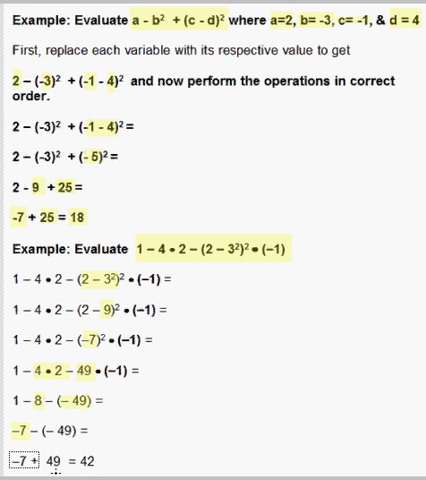 Example: Evaluate a - b² + (c - d)² where a=2, b= -3, c= -1, & d = 4
First, replace each variable with its respective value to get
2 – (-3)² + (-1 - 4)² and now perform the operations in correct
order.
2 – (-3)² + (-1 - 4)² =
2 – (-3)² + (- 5)² =
2 - 9 + 25 =
-7 + 25 = 18
Example: Evaluate 1 – 4 • 2 – (2 – 3²)² • (–1)
1 – 4 • 2 – (2 – 3²)² • (–1) =
1 – 4 • 2 – (2 – 9)² • (–1) =
1 – 4 • 2 – (–7)² • (–1) =
1 – 4 • 2 – 49 • (–1) =
1 – 8 – (– 49) =
–7 – (– 49) =
–7 + 49 = 42